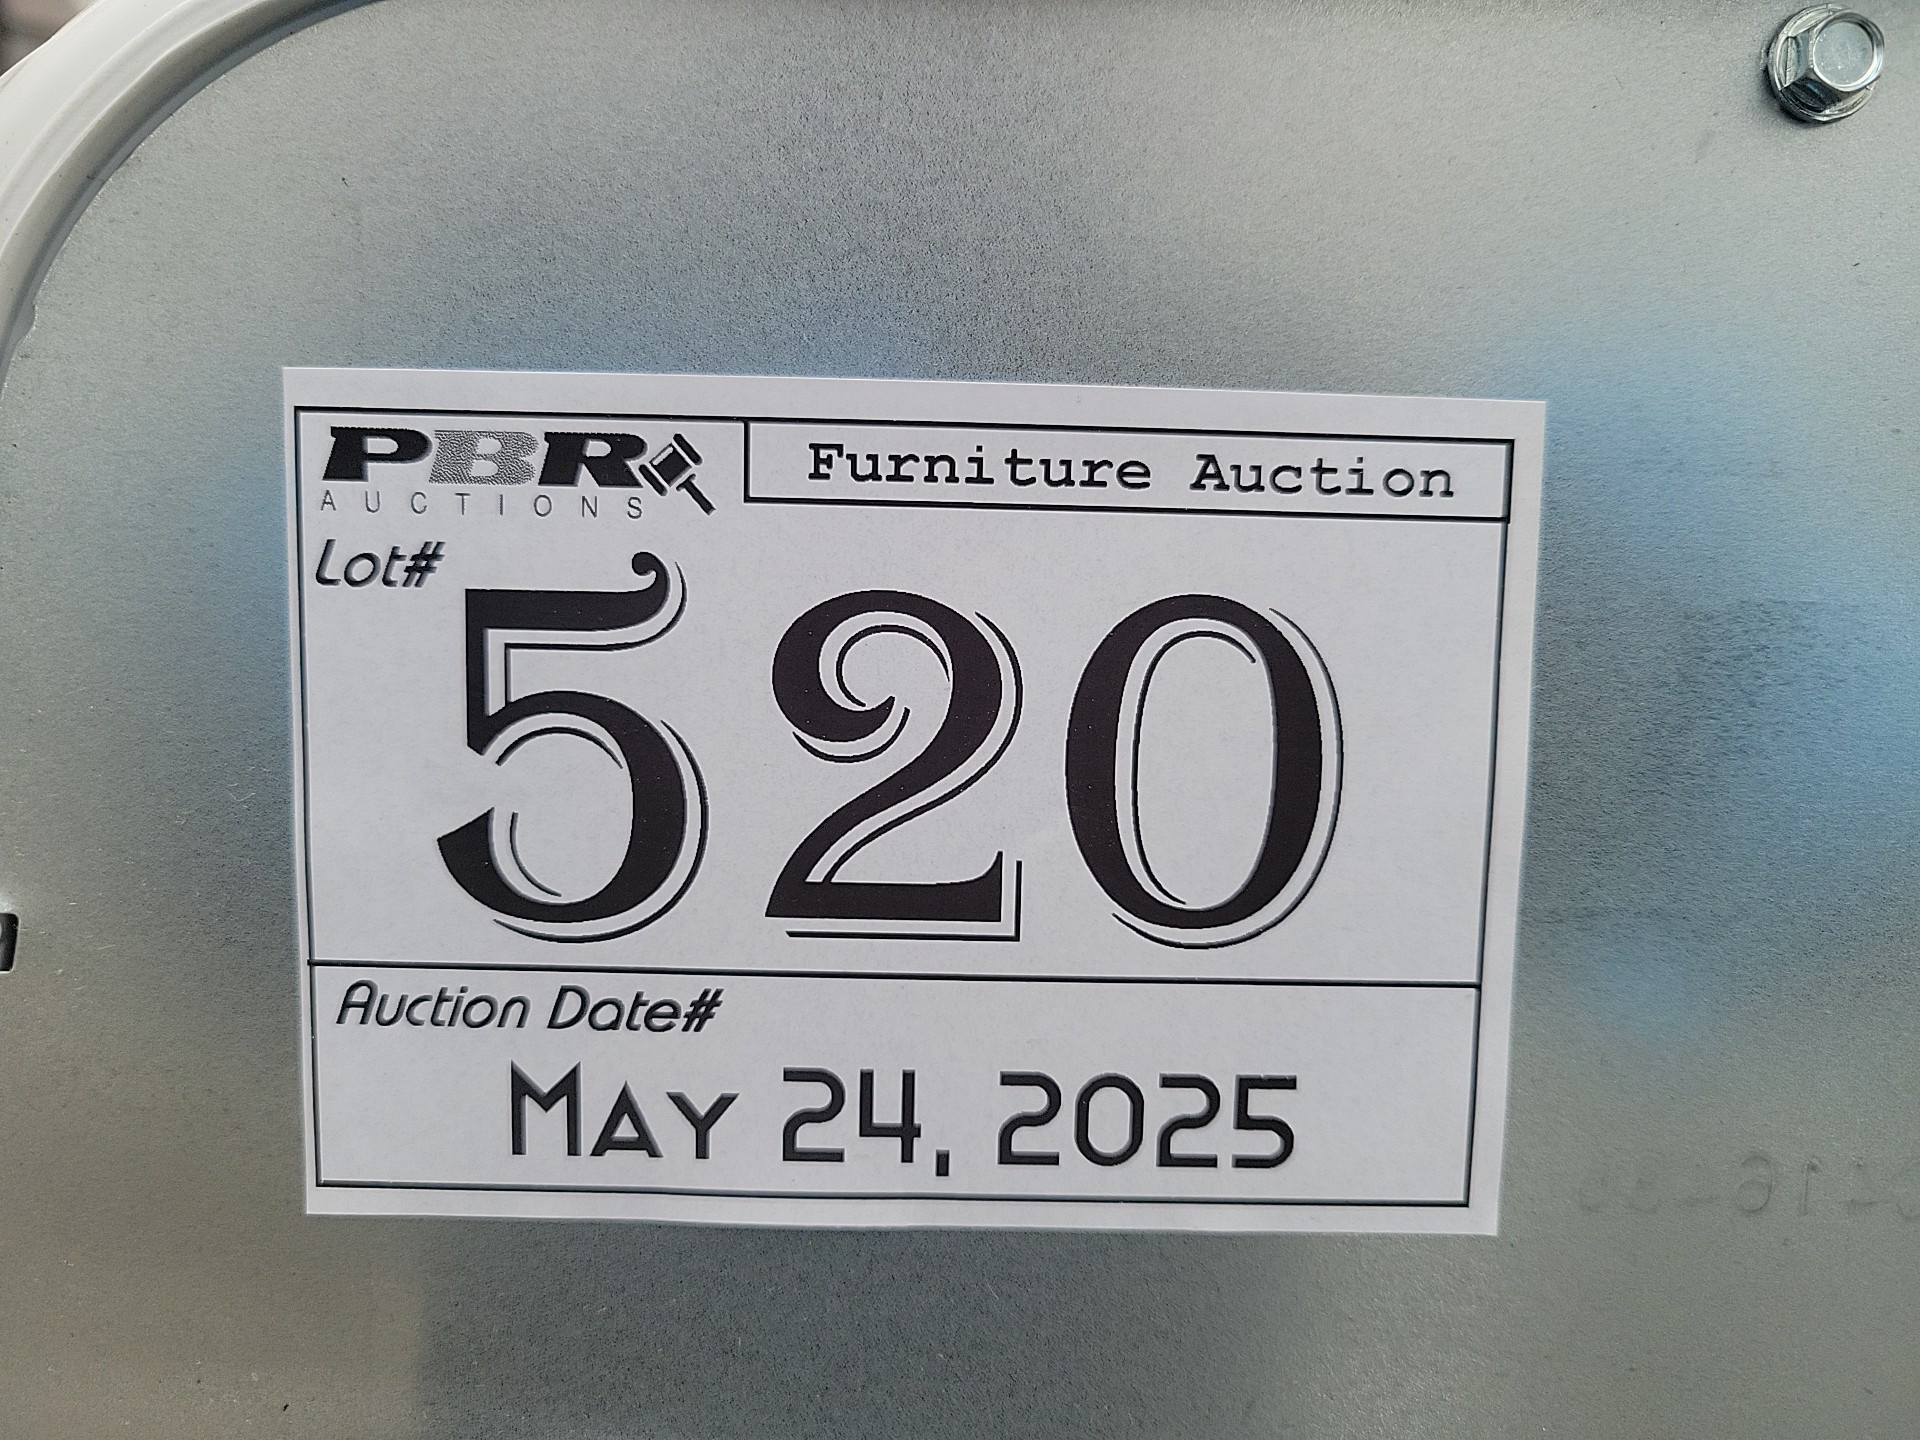 PBR
AUCTIONS
Furniture Auction
Lot#
520
Auction Date#
May 24, 2025